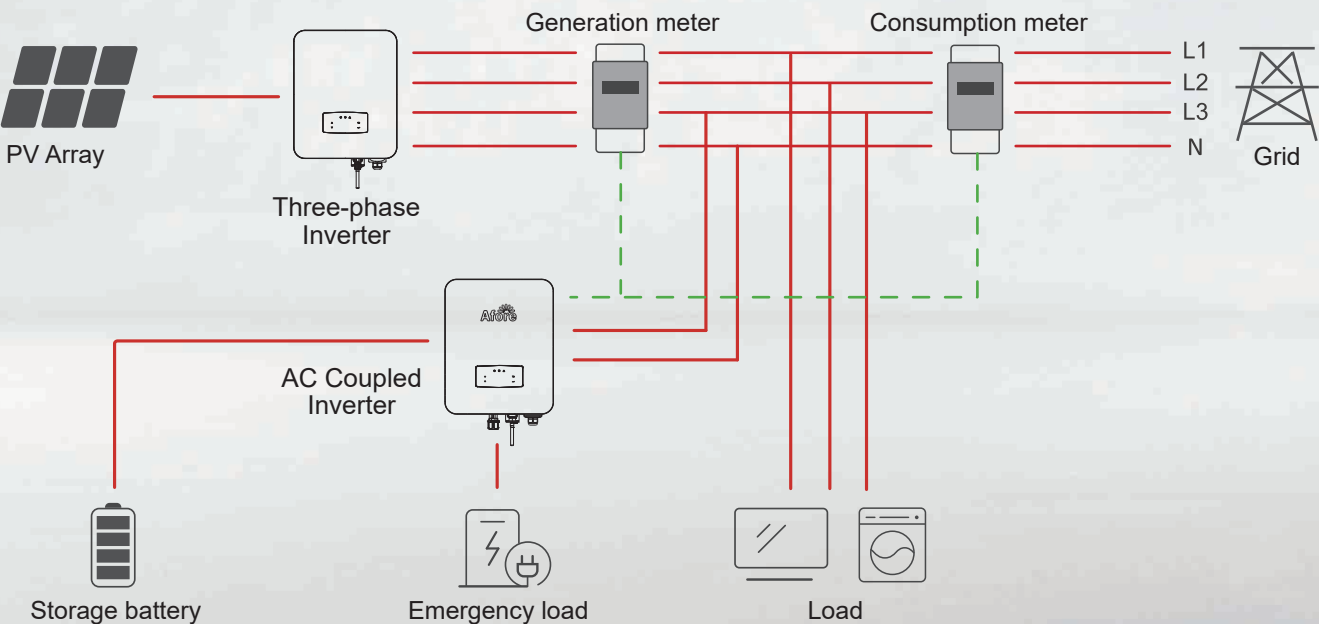 Generation meter
Consumption meter
L1
L2
L3
N
PV Array
Grid
Three-phase
Inverter
Afore
AC Coupled
Inverter
Storage battery
Emergency load
Load